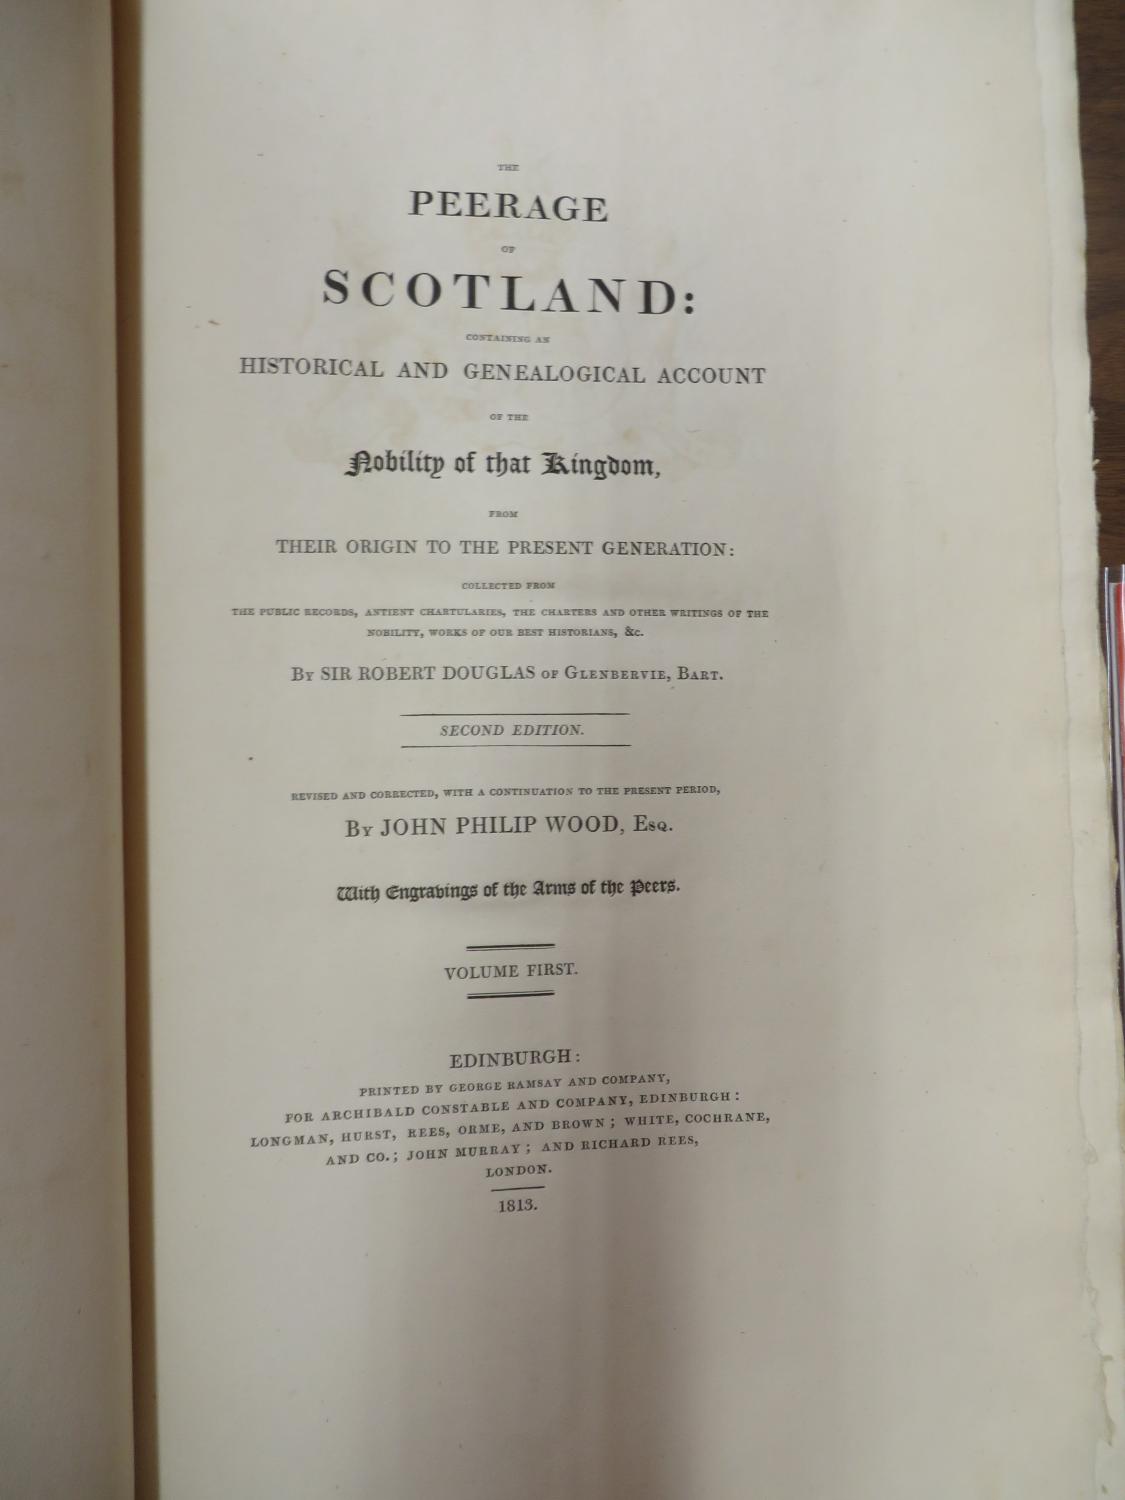 THE
PEERAGE
OF
SCOTLAND:
CONTAINING AN
HISTORICAL AND GENEALOGICAL ACCOUNT
OF THE
Nobility of that Kingdom,
FROM
THEIR ORIGIN TO THE PRESENT GENERATION:
COLLECTED FROM
THE PUBLIC RECORDS, ANTIENT CHARTULARIES, THE CHARTERS AND OTHER WRITINGS OF THE
NOBILITY, WORKS OF OUR BEST HISTORIANS, &c.
By SIR ROBERT DOUGLAS OF GLENBERVIE, BART.
SECOND EDITION.
REVISED AND CORRECTED, WITH A CONTINUATION TO THE PRESENT PERIOD,
By JOHN PHILIP WOOD, Esq.
With Engravings of the Arms of the Peers.
VOLUME FIRST.
EDINBURGH:
PRINTED BY GEORGE RAMSAY AND COMPANY,
FOR ARCHIBALD CONSTABLE AND COMPANY, EDINBURGH:
LONGMAN, HURST, REES, ORME, AND BROWN; WHITE, COCHRANE,
AND CO.; JOHN MURRAY; AND RICHARD REES,
LONDON.
1813.